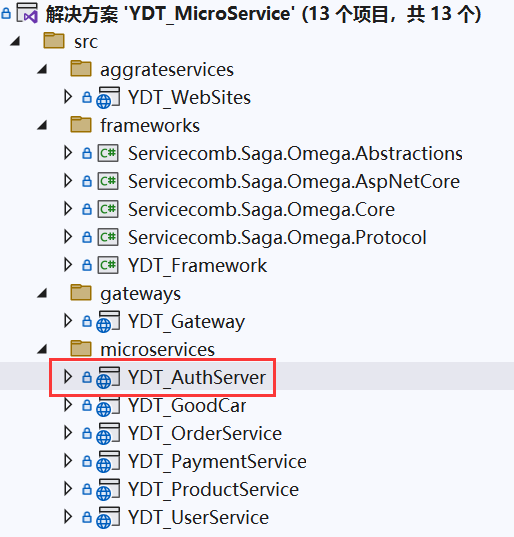 解决方案 'YDT_MicroService' (13 个项目，共 13 个)
src
aggrateservices
YDT_WebSites
frameworks
Servicecomb.Saga.Omega.Abstractions
Servicecomb.Saga.Omega.AspNetCore
Servicecomb.Saga.Omega.Core
Servicecomb.Saga.Omega.Protocol
YDT_Framework
gateways
YDT_Gateway
microservices
YDT_AuthServer
YDT_GoodCar
YDT_OrderService
YDT_PaymentService
YDT_ProductService
YDT_UserService